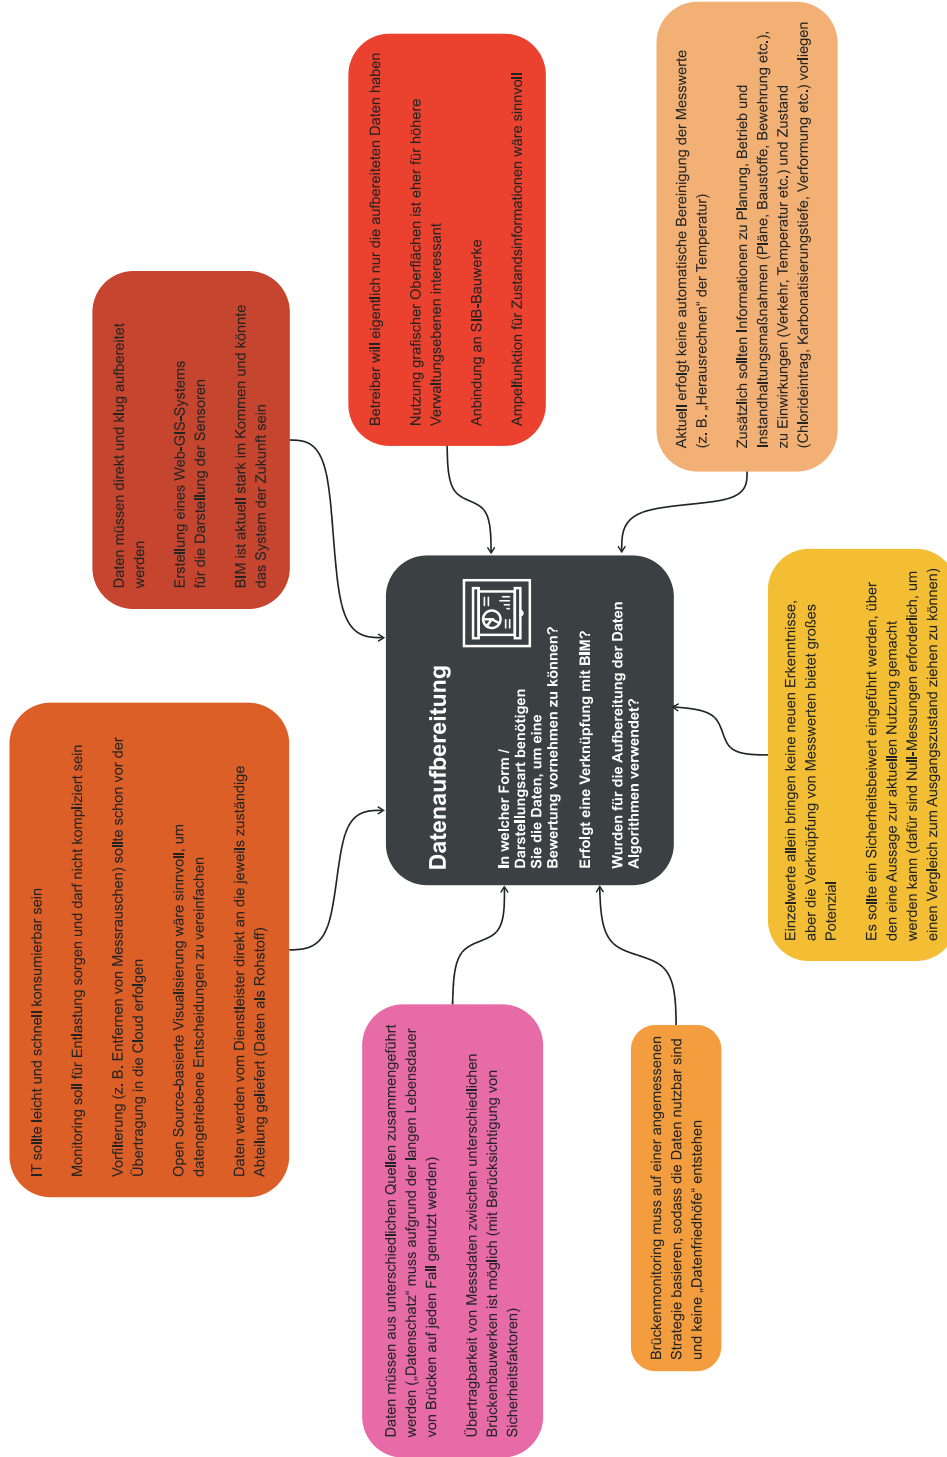 IT sollte leicht und schnell konsumierbar sein
Monitoring soll für Entlastung sorgen und darf nicht kompliziert sein
Vorfilterung (z. B. Entfernen von Messrauschen) sollte schon vor der
Übertragung in die Cloud erfolgen
Open Source-basierte Visualisierung wäre sinnvoll, um
datengetriebene Entscheidungen zu vereinfachen
Daten werden vom Dienstleister direkt an die jeweils zuständige
Abteilung geliefert (Daten als Rohstoff)
Daten müssen direkt und klug aufbereitet
werden
Erstellung eines Web-GIS-Systems
für die Darstellung der Sensoren
BIM ist aktuell stark im Kommen und könnte
das System der Zukunft sein
Daten müssen aus unterschiedlichen Quellen zusammengeführt
werden („Datenschatz“ muss aufgrund der langen Lebensdauer
von Brücken auf jeden Fall genutzt werden)
Übertragbarkeit von Messdaten zwischen unterschiedlichen
Brückenbauwerken ist möglich (mit Berücksichtigung von
Sicherheitsfaktoren)
Datenaufbereitung
In welcher Form /
Darstellungsart benötigen
Sie die Daten, um eine
Bewertung vornehmen zu können?
Erfolgt eine Verknüpfung mit BIM?
Wurden für die Aufbereitung der Daten
Algorithmen verwendet?
Betreiber will eigentlich nur die aufbereiteten Daten haben
Nutzung grafischer Oberflächen ist eher für höhere
Verwaltungsebenen interessant
Anbindung an SIB-Bauwerke
Ampelfunktion für Zustandsinformationen wäre sinnvoll
Brückenmonitoring muss auf einer angemessenen
Strategie basieren, sodass die Daten nutzbar sind
und keine „Datenfriedhöfe“ entstehen
Einzelwerte allein bringen keine neuen Erkenntnisse,
aber die Verknüpfung von Messwerten bietet großes
Potenzial
Es sollte ein Sicherheitsbeiwert eingeführt werden, über
den eine Aussage zur aktuellen Nutzung gemacht
werden kann (dafür sind Null-Messungen erforderlich, um
einen Vergleich zum Ausgangszustand ziehen zu können)
Aktuell erfolgt keine automatische Bereinigung der Messwerte
(z. B. „Herausrechnen“ der Temperatur)
Zusätzlich sollten Informationen zu Planung, Betrieb und
Instandhaltungsmaßnahmen (Pläne, Baustoffe, Bewehrung etc.),
zu Einwirkungen (Verkehr, Temperatur etc.) und Zustand
(Chlorideintrag, Karbonatisierungstiefe, Verformung etc.) vorliegen